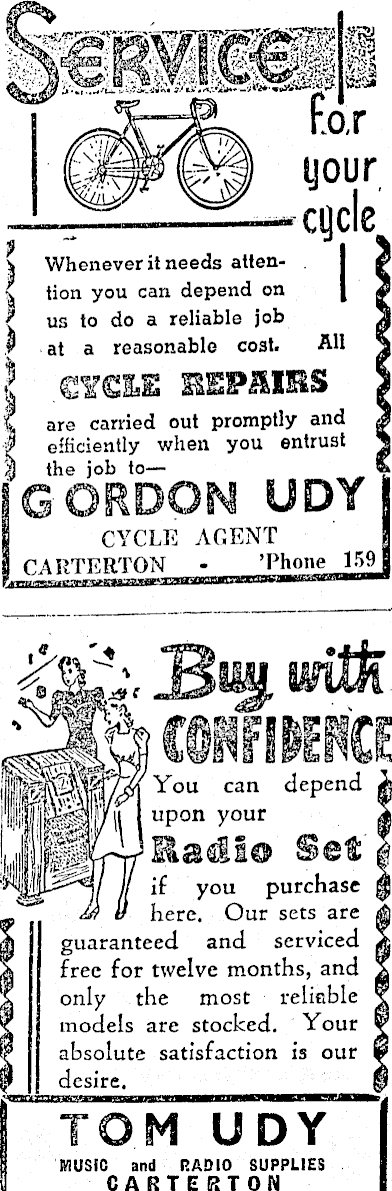 SERVICE
for
your
cycle
Whenever it needs atten-
tion you can depend on
us to do a reliable job
at a reasonable cost. All
CYCLE REPAIRS
are carried out promptly and
efficiently when you entrust
the job to—
GORDON UDY
CYCLE AGENT
CARTERTON - 'Phone 159
Buy with
CONFIDENCE
You can depend
upon your
Radio Set
if you purchase
here. Our sets are
guaranteed and serviced
free for twelve months, and
only the most reliable
models are stocked. Your
absolute satisfaction is our
desire.
TOM UDY
MUSIC and RADIO SUPPLIES
CARTERTON